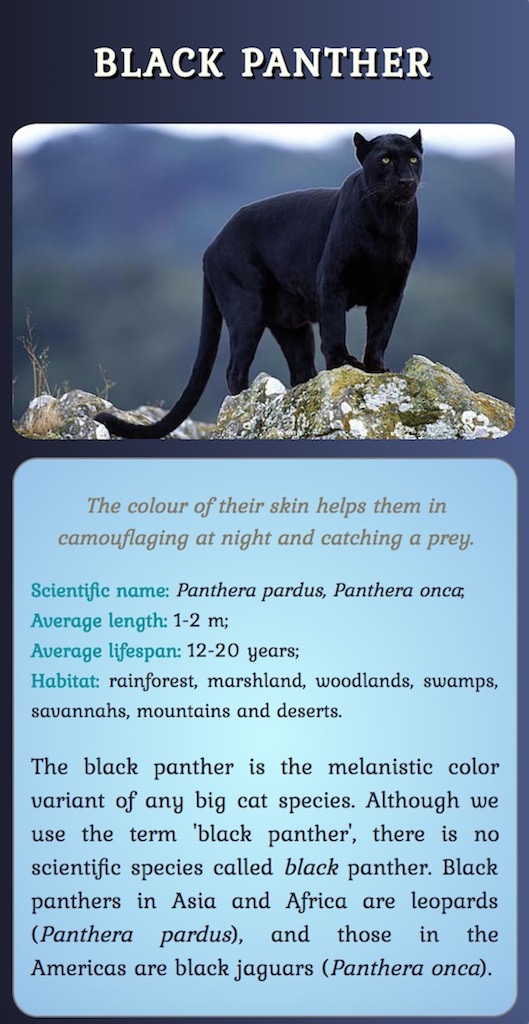 BLACK PANTHER
The colour of their skin helps them in
camouflaging at night and catching a prey.
Scientific name: Panthera pardus, Panthera onca;
Average length: 1-2 m;
Average lifespan: 12-20 years;
Habitat: rainforest, marshland, woodlands, swamps,
savannahs, mountains and deserts.
The black panther is the melanistic color
variant of any big cat species. Although we
use the term 'black panther', there is no
scientific species called black panther. Black
panthers in Asia and Africa are leopards
(Panthera pardus), and those in the
Americas are black jaguars (Panthera onca).